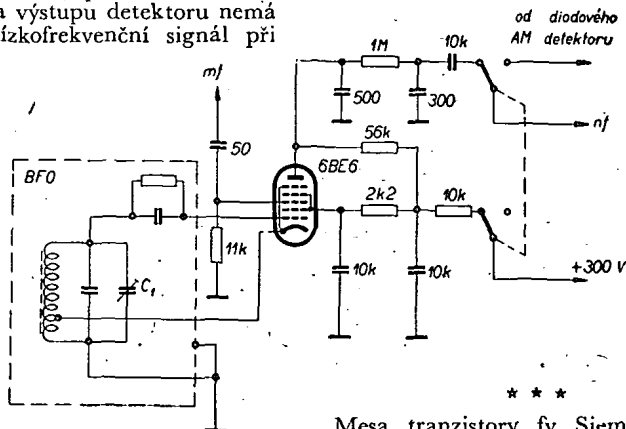 a výstupu detektoru nemá
ízkofrekvenční signál při
od diodového
AM detektoru
1M
10k
mf
500
300
nf
50
56k
6BE6
BFO
2k2
10k
11k
C₁
10k
10k
+300 V
* * *
Mesa tranzistory fy Siem